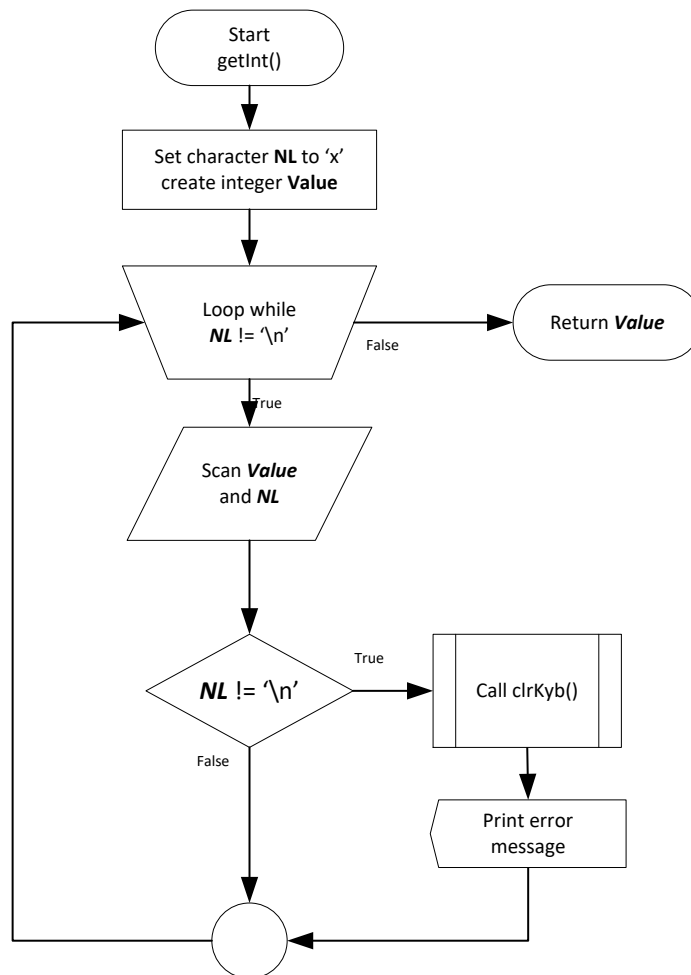 Start
getInt()
Set character NL to ‘x’
create integer Value
Loop while
NL != ‘\n’
False
Return Value
True
Scan Value
and NL
NL != ‘\n’
True
Call clrKyb()
False
Print error
message